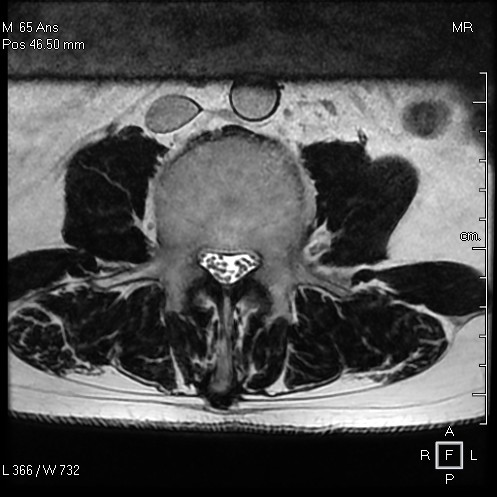 M 65 Ans
MR
Pos 46.50 mm
cm.
A
R F L
P
L 366 / W 732